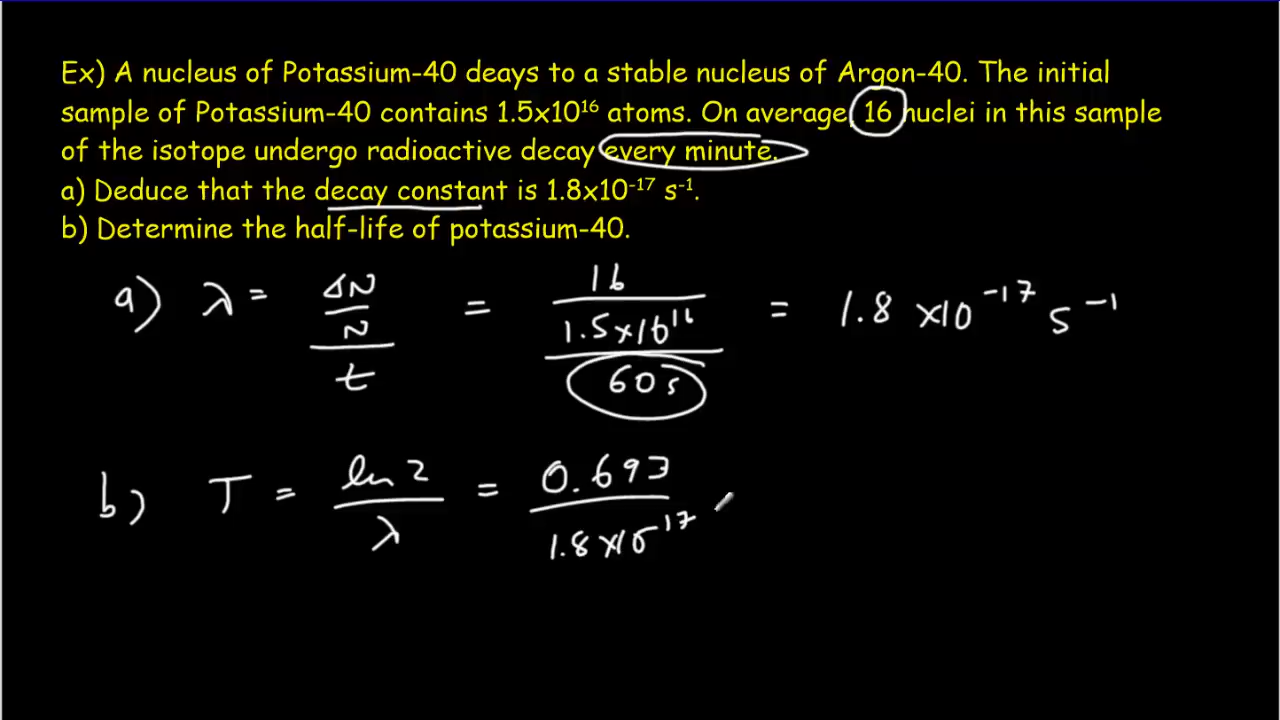 Ex) A nucleus of Potassium-40 deays to a stable nucleus of Argon-40. The initial
sample of Potassium-40 contains 1.5x10¹⁶ atoms. On average, 16 nuclei in this sample
of the isotope undergo radioactive decay every minute.
a) Deduce that the decay constant is 1.8x10⁻¹⁷ s⁻¹.
b) Determine the half-life of potassium-40.
a) λ = ΔN / N / t = 16 / 1.5x10¹⁶ / 60s = 1.8 x10⁻¹⁷ s⁻¹
b) T = ln 2 / λ = 0.693 / 1.8x10⁻¹⁷